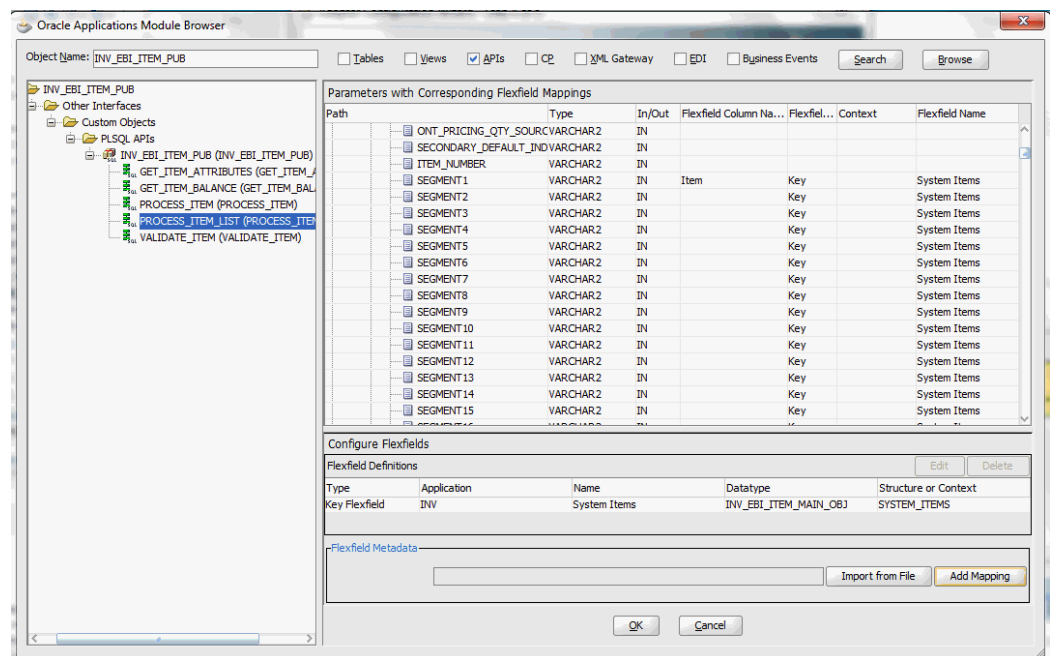 Oracle Applications Module Browser
Object Name: INV_EBI_ITEM_PUB Tables Views APIs CP XML Gateway EDI Business Events Search Browse
INV_EBI_ITEM_PUB
Other Interfaces
Custom Objects
PLSQL APIs
INV_EBI_ITEM_PUB (INV_EBI_ITEM_PUB)
GET_ITEM_ATTRIBUTES (GET_ITEM_A
GET_ITEM_BALANCE (GET_ITEM_BAL
PROCESS_ITEM (PROCESS_ITEM)
PROCESS_ITEM_LIST (PROCESS_ITEM
VALIDATE_ITEM (VALIDATE_ITEM)
Parameters with Corresponding Flexfield Mappings
Path Type In/Out Flexfield Column Na... Flexfiel... Context Flexfield Name
ONT_PRICING_QTY_SOURC VARCHAR2 IN
SECONDARY_DEFAULT_IND VARCHAR2 IN
ITEM_NUMBER VARCHAR2 IN
SEGMENT1 VARCHAR2 IN Item Key System Items
SEGMENT2 VARCHAR2 IN Key System Items
SEGMENT3 VARCHAR2 IN Key System Items
SEGMENT4 VARCHAR2 IN Key System Items
SEGMENT5 VARCHAR2 IN Key System Items
SEGMENT6 VARCHAR2 IN Key System Items
SEGMENT7 VARCHAR2 IN Key System Items
SEGMENT8 VARCHAR2 IN Key System Items
SEGMENT9 VARCHAR2 IN Key System Items
SEGMENT10 VARCHAR2 IN Key System Items
SEGMENT11 VARCHAR2 IN Key System Items
SEGMENT12 VARCHAR2 IN Key System Items
SEGMENT13 VARCHAR2 IN Key System Items
SEGMENT14 VARCHAR2 IN Key System Items
SEGMENT15 VARCHAR2 IN Key System Items
Configure Flexfields
Flexfield Definitions Edit Delete
Type Application Name Datatype Structure or Context
Key Flexfield INV System Items INV_EBI_ITEM_MAIN_OBJ SYSTEM_ITEMS
Flexfield Metadata
Import from File Add Mapping
OK Cancel